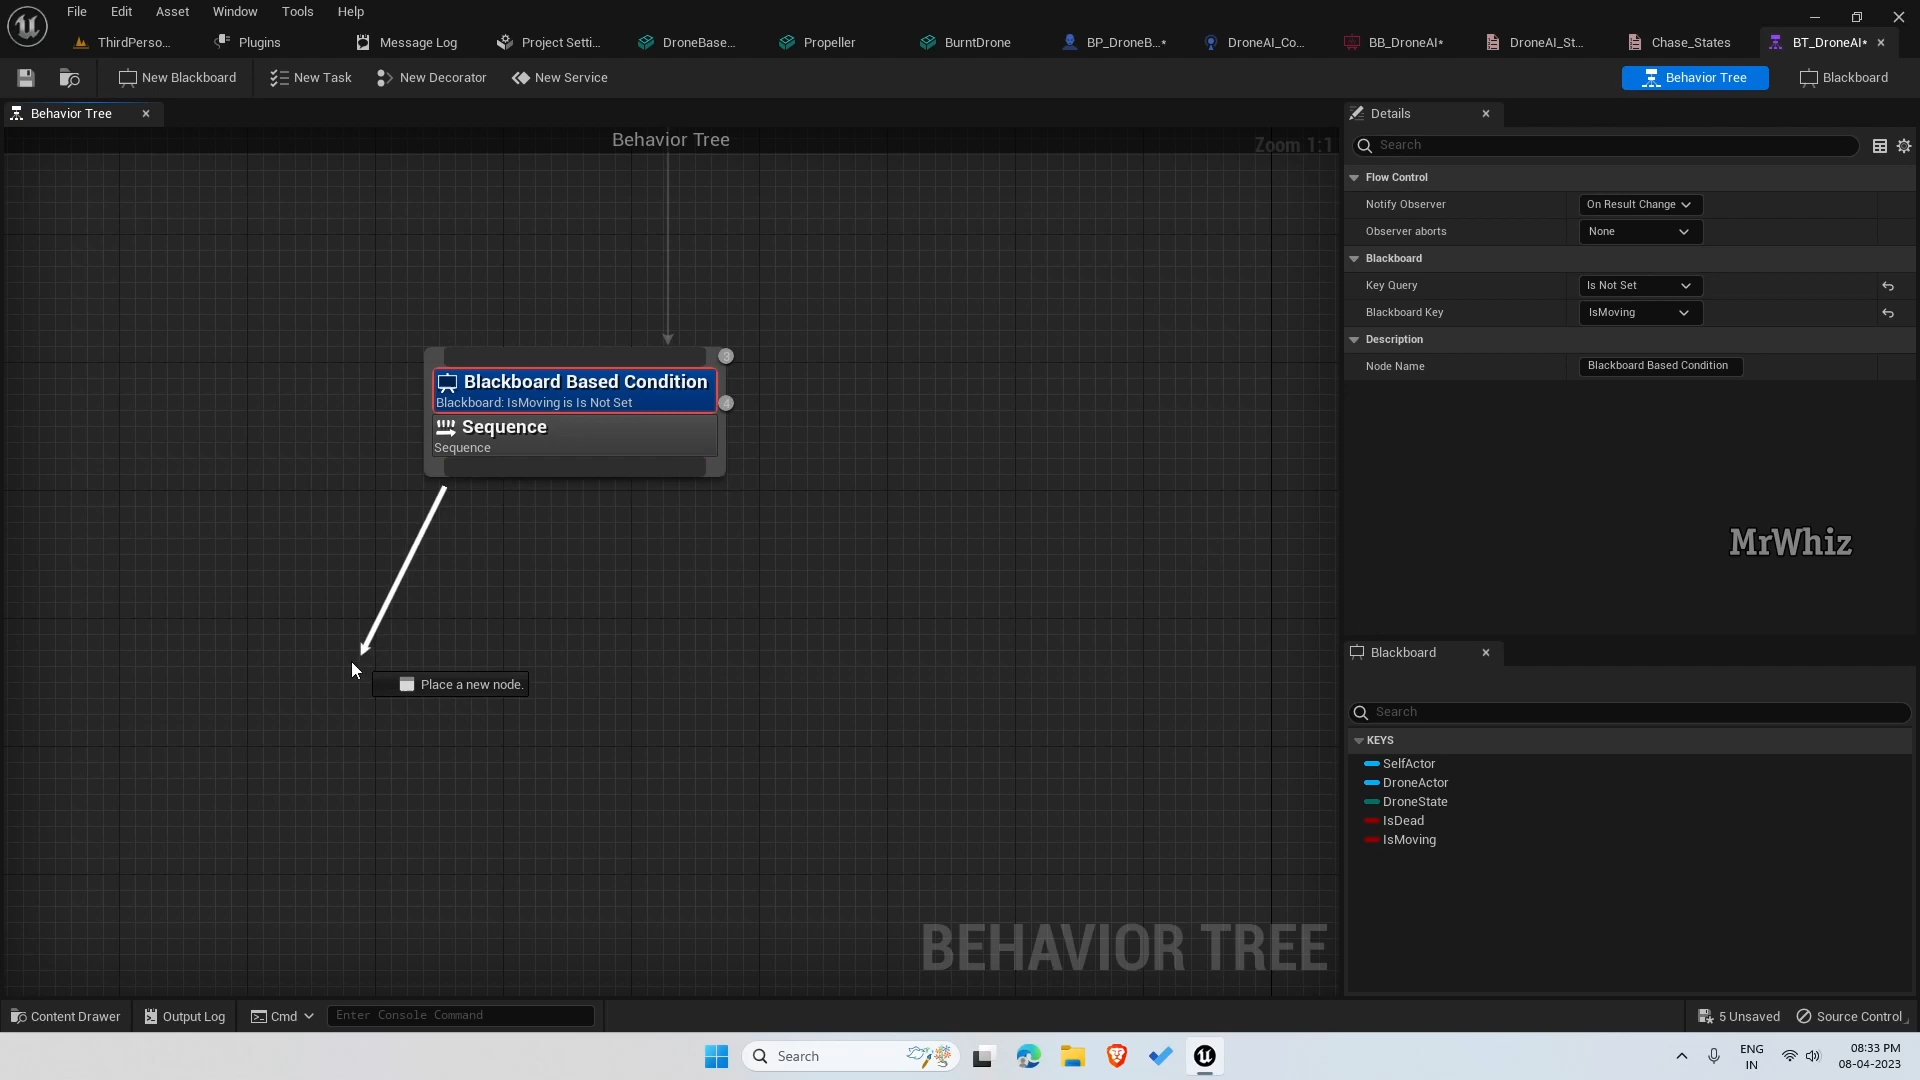 File Edit Asset Window Tools Help
ThirdPerso... Plugins Message Log Project Setti... DroneBase... Propeller BurntDrone BP_DroneB...* DroneAI_Co... BB_DroneAI* DroneAI_St... Chase_States BT_DroneAI*
New Blackboard New Task New Decorator New Service Behavior Tree Blackboard
Behavior Tree
Behavior Tree
Zoom 1:1
3
Blackboard Based Condition
Blackboard: IsMoving is Is Not Set
4
Sequence
Sequence
Place a new node.
BEHAVIOR TREE
Details
Search
Flow Control
Notify Observer On Result Change
Observer aborts None
Blackboard
Key Query Is Not Set
Blackboard Key IsMoving
Description
Node Name Blackboard Based Condition
MrWhiz
Blackboard
Search
KEYS
SelfActor
DroneActor
DroneState
IsDead
IsMoving
Content Drawer Output Log Cmd Enter Console Command 5 Unsaved Source Control
Search
ENG
IN
08:33 PM
08-04-2023